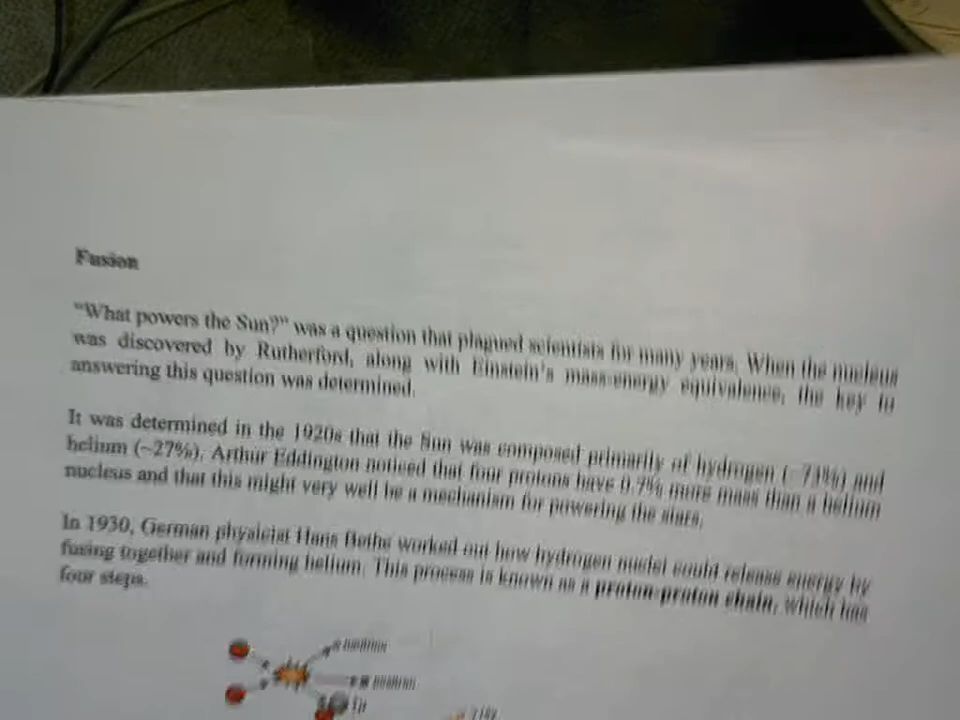 Fusion
"What powers the Sun?" was a question that plagued scientists for many years. When the nucleus
was discovered by Rutherford, along with Einstein's mass-energy equivalence, the key to
answering this question was determined.
It was determined in the 1920s that the Sun was composed primarily of hydrogen (~73%) and
helium (~27%). Arthur Eddington noticed that four protons have 0.7% more mass than a helium
nucleus and that this might very well be a mechanism for powering the stars.
In 1930, German physicist Hans Bethe worked out how hydrogen nuclei could release energy by
fusing together and forming helium. This process is known as a proton-proton chain, which has
four steps.